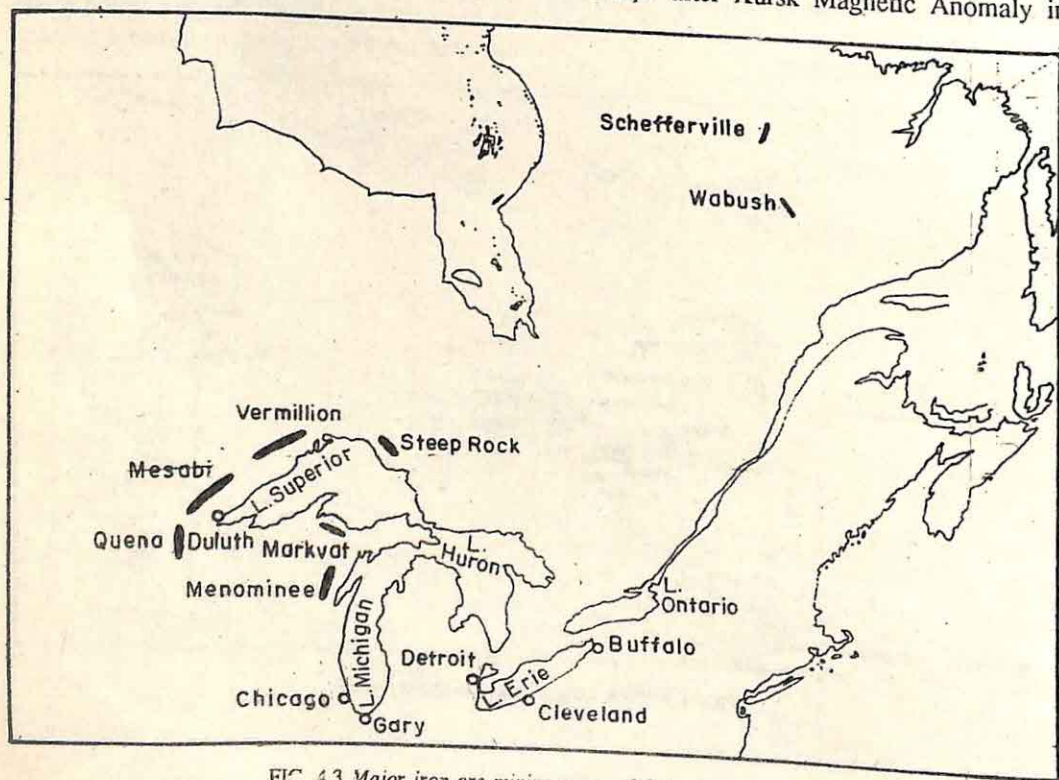 Kursk Magnetic Anomaly in
Schefferville
Wabush
Vermillion
Steep Rock
Mesabi
L. Superior
Quena
Duluth
Markvat
L.
Huron
Menominee
L.
Ontario
L. Michigan
Detroit
Buffalo
L. Erie
Chicago
Cleveland
Gary
FIG. 4.3 Major iron ore mining